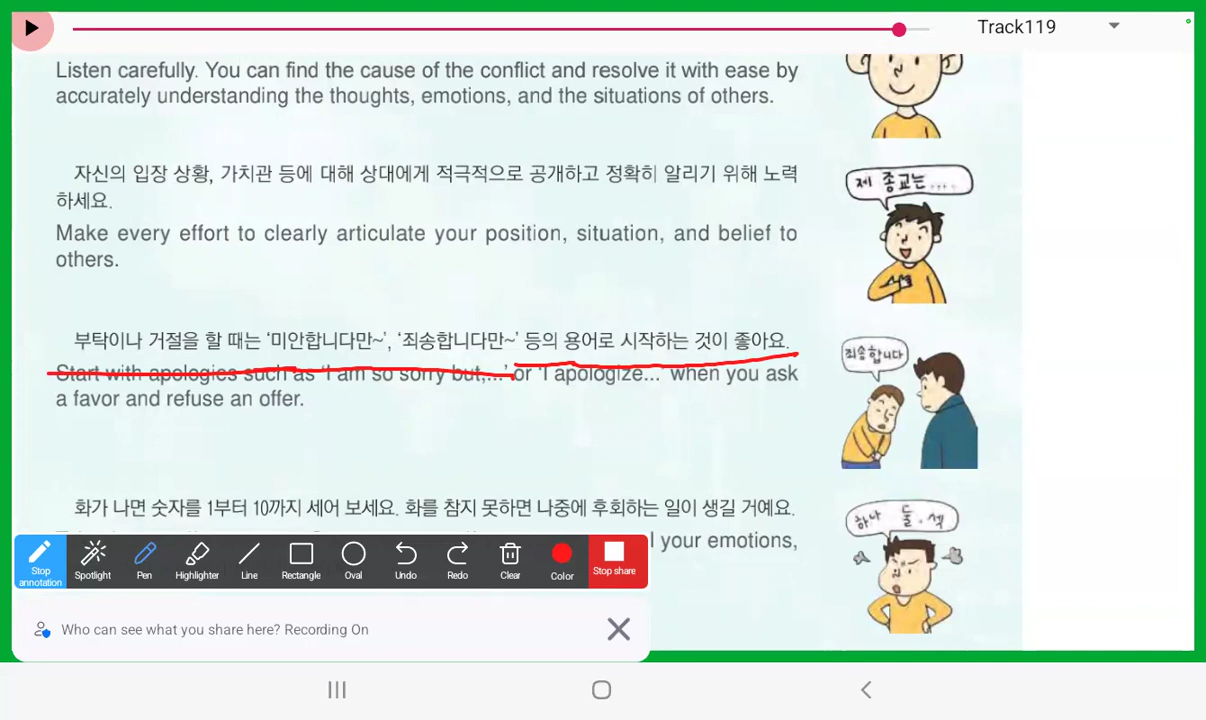 Track119
Listen carefully. You can find the cause of the conflict and resolve it with ease by
accurately understanding the thoughts, emotions, and the situations of others.
자신의 입장 상황, 가치관 등에 대해 상대에게 적극적으로 공개하고 정확히 알리기 위해 노력
하세요.
제 종교는....
Make every effort to clearly articulate your position, situation, and belief to
others.
부탁이나 거절을 할 때는 ‘미안합니다만~’, ‘죄송합니다만~’ 등의 용어로 시작하는 것이 좋아요.
죄송합니다
Start with apologies such as ‘I am so sorry but,...’ or ‘I apologize...’ when you ask
a favor and refuse an offer.
화가 나면 숫자를 1부터 10까지 세어 보세요. 화를 참지 못하면 나중에 후회하는 일이 생길 거예요.
하나 둘. 셋
your emotions,
Stop annotation
Spotlight
Pen
Highlighter
Line
Rectangle
Oval
Undo
Redo
Clear
Color
Stop share
Who can see what you share here? Recording On